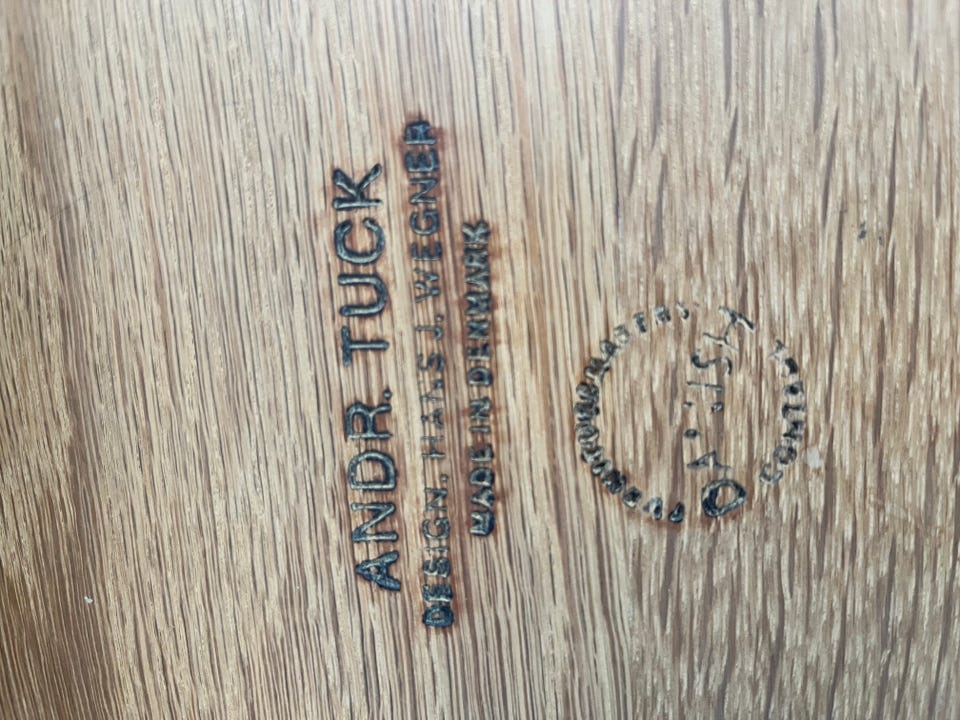 ANDR. TUCK
DESIGN. HANS J. WEGNER
MADE IN DENMARK
FURNITUREMAKERS
DANISH
CONTROL